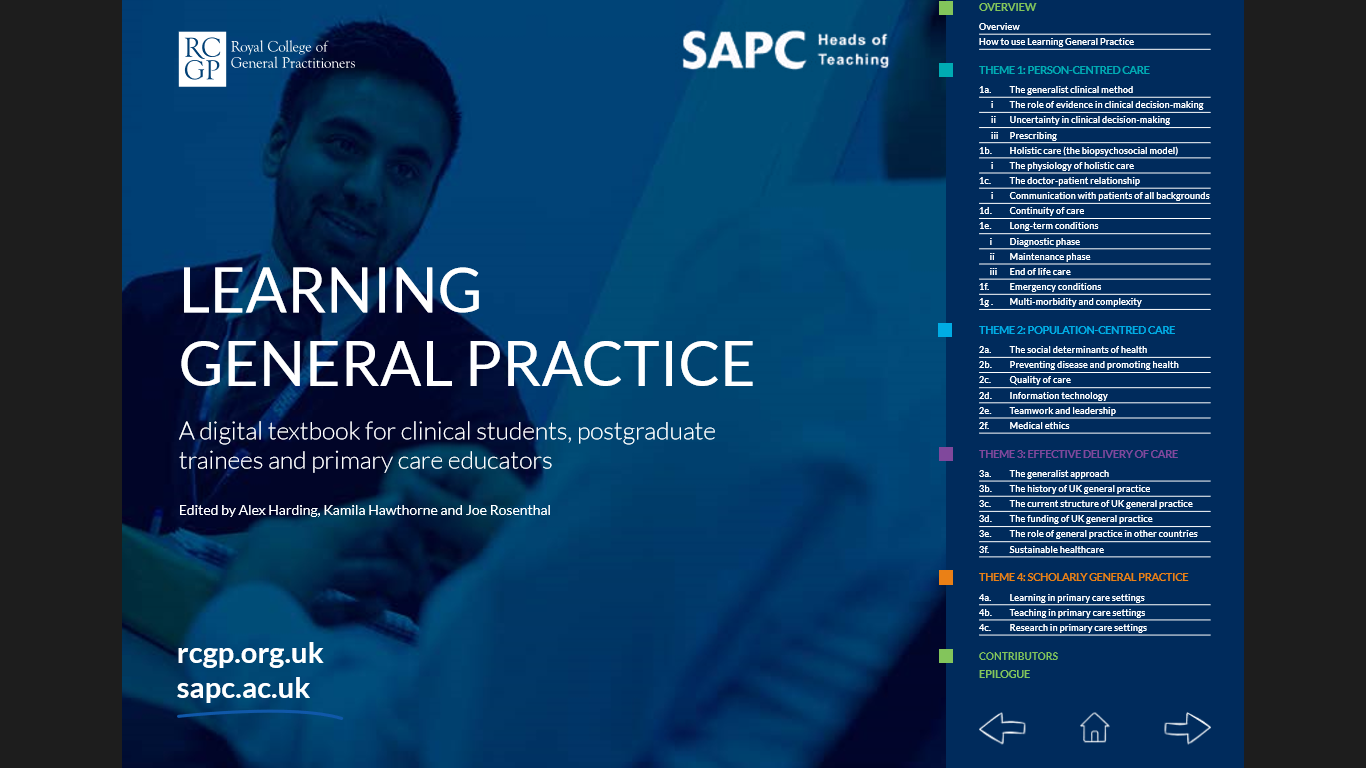 RC
GP
Royal College of
General Practitioners
SAPC
Heads of
Teaching
LEARNING
GENERAL PRACTICE
A digital textbook for clinical students, postgraduate
trainees and primary care educators
Edited by Alex Harding, Kamila Hawthorne and Joe Rosenthal
rcgp.org.uk
sapc.ac.uk
OVERVIEW
Overview
How to use Learning General Practice
THEME 1: PERSON-CENTRED CARE
1a. The generalist clinical method
i The role of evidence in clinical decision-making
ii Uncertainty in clinical decision-making
iii Prescribing
1b. Holistic care (the biopsychosocial model)
i The physiology of holistic care
1c. The doctor-patient relationship
i Communication with patients of all backgrounds
1d. Continuity of care
1e. Long-term conditions
i Diagnostic phase
ii Maintenance phase
iii End of life care
1f. Emergency conditions
1g . Multi-morbidity and complexity
THEME 2: POPULATION-CENTRED CARE
2a. The social determinants of health
2b. Preventing disease and promoting health
2c. Quality of care
2d. Information technology
2e. Teamwork and leadership
2f. Medical ethics
THEME 3: EFFECTIVE DELIVERY OF CARE
3a. The generalist approach
3b. The history of UK general practice
3c. The current structure of UK general practice
3d. The funding of UK general practice
3e. The role of general practice in other countries
3f. Sustainable healthcare
THEME 4: SCHOLARLY GENERAL PRACTICE
4a. Learning in primary care settings
4b. Teaching in primary care settings
4c. Research in primary care settings
CONTRIBUTORS
EPILOGUE